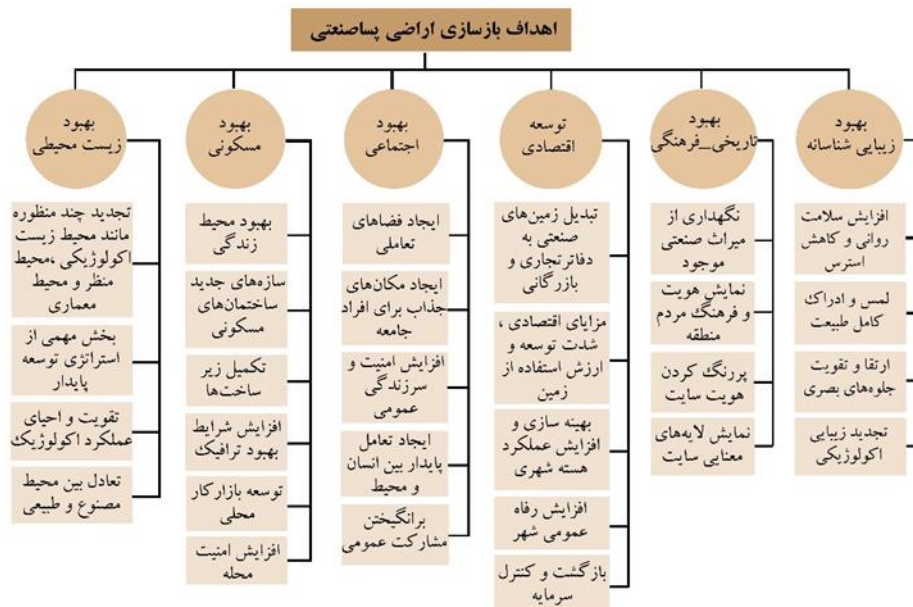 اهداف بازسازی اراضی پساصنعتی
بهبود
زیبایی شناسانه
افزایش سلامت
روانی و کاهش
استرس
لمس و ادراک
کامل طبیعت
ارتقا و تقویت
جلوه‌های بصری
تجدید زیبایی
اکولوژیکی
بهبود
تاریخی_فرهنگی
نگهداری از
میراث صنعتی
موجود
نمایش هویت
و فرهنگ مردم
منطقه
پررنگ کردن
هویت سایت
نمایش لایه‌های
معنایی سایت
توسعه
اقتصادی
تبدیل زمین‌های
صنعتی به
دفاترتجاری و
بازرگانی
مزایای اقتصادی ،
شدت توسعه و
ارزش استفاده از
زمین
بهینه سازی و
افزایش عملکرد
هسته شهری
افزایش رفاه
عمومی شهر
بازگشت و کنترل
سرمایه
بهبود
اجتماعی
ایجاد فضاهای
تعاملی
ایجاد مکان‌های
جذاب برای افراد
جامعه
افزایش امنیت و
سرزندگی
عمومی
ایجاد تعامل
پایدار بین انسان
و محیط
برانگیختن
مشارکت عمومی
بهبود
مسکونی
بهبود محیط
زندگی
سازه‌های جدید
ساختمان‌های
مسکونی
تکمیل زیر
ساخت‌ها
افزایش شرایط
بهبود ترافیک
توسعه بازارکار
محلی
افزایش امنیت
محله
بهبود
زیست محیطی
تجدید چند منظوره
مانند محیط زیست
اکولوژیکی ،محیط
منظر و محیط
معماری
بخش مهمی از
استراتژی توسعه
پایدار
تقویت و احیای
عملکرد اکولوژیک
تعادل بین محیط
مصنوع و طبیعی